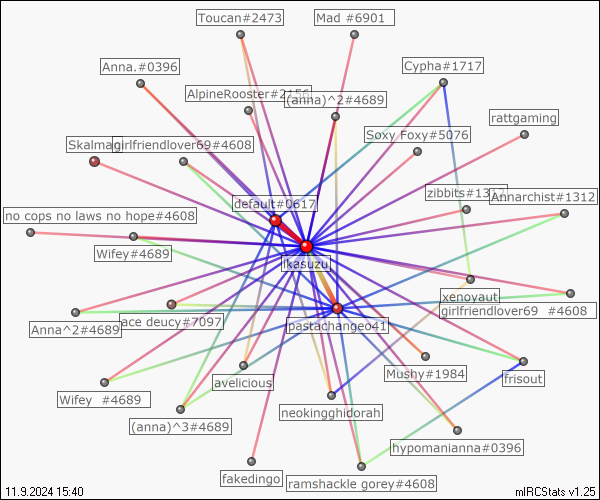 Toucan#2473
Mad #6901
Anna.#0396
Cypha#1717
AlpineRooster#2156
(anna)^2#4689
rattgaming
Soxy Foxy#5076
Skalma
girlfriendlover69#4608
zibbits#1312
Annarchist#1312
default#0617
no cops no laws no hope#4608
Wifey#4689
jkasuzu
xenovaut
girlfriendlover69 #4608
Anna^2#4689
ace deucy#7097
pastachangeo41
Mushy#1984
frisout
avelicious
Wifey #4689
neokingghidorah
(anna)^3#4689
hypomanianna#0396
fakedingo
ramshackle gorey#4608
11.9.2024 15:40
mIRCStats v1.25